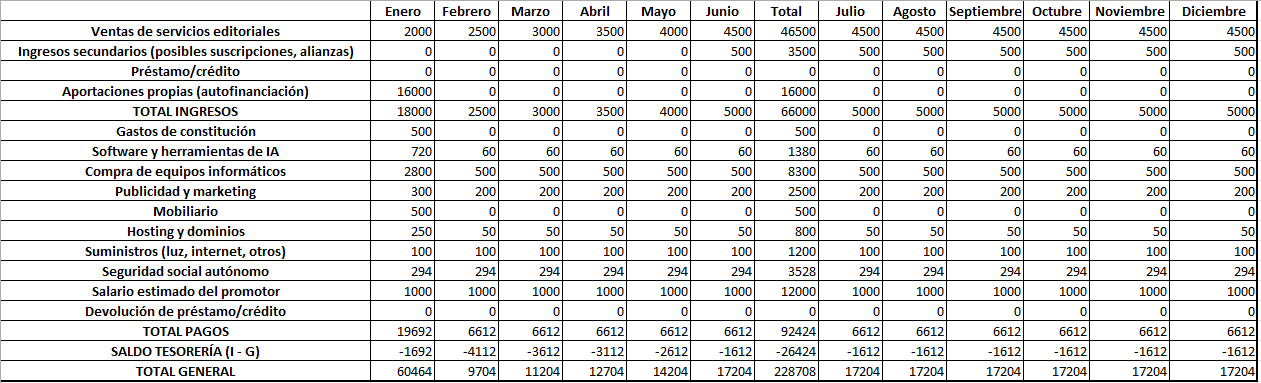 Enero Febrero Marzo Abril Mayo Junio Total Julio Agosto Septiembre Octubre Noviembre Diciembre
Ventas de servicios editoriales 2000 2500 3000 3500 4000 4500 46500 4500 4500 4500 4500 4500 4500
Ingresos secundarios (posibles suscripciones, alianzas) 0 0 0 0 0 500 3500 500 500 500 500 500 500
Préstamo/crédito 0 0 0 0 0 0 0 0 0 0 0 0 0
Aportaciones propias (autofinanciación) 16000 0 0 0 0 0 16000 0 0 0 0 0 0
TOTAL INGRESOS 18000 2500 3000 3500 4000 5000 66000 5000 5000 5000 5000 5000 5000
Gastos de constitución 500 0 0 0 0 0 500 0 0 0 0 0 0
Software y herramientas de IA 720 60 60 60 60 60 1380 60 60 60 60 60 60
Compra de equipos informáticos 2800 500 500 500 500 500 8300 500 500 500 500 500 500
Publicidad y marketing 300 200 200 200 200 200 2500 200 200 200 200 200 200
Mobiliario 500 0 0 0 0 0 500 0 0 0 0 0 0
Hosting y dominios 250 50 50 50 50 50 800 50 50 50 50 50 50
Suministros (luz, internet, otros) 100 100 100 100 100 100 1200 100 100 100 100 100 100
Seguridad social autónomo 294 294 294 294 294 294 3528 294 294 294 294 294 294
Salario estimado del promotor 1000 1000 1000 1000 1000 1000 12000 1000 1000 1000 1000 1000 1000
Devolución de préstamo/crédito 0 0 0 0 0 0 0 0 0 0 0 0 0
TOTAL PAGOS 19692 6612 6612 6612 6612 6612 92424 6612 6612 6612 6612 6612 6612
SALDO TESORERÍA (I - G) -1692 -4112 -3612 -3112 -2612 -1612 -26424 -1612 -1612 -1612 -1612 -1612 -1612
TOTAL GENERAL 60464 9704 11204 12704 14204 17204 228708 17204 17204 17204 17204 17204 17204